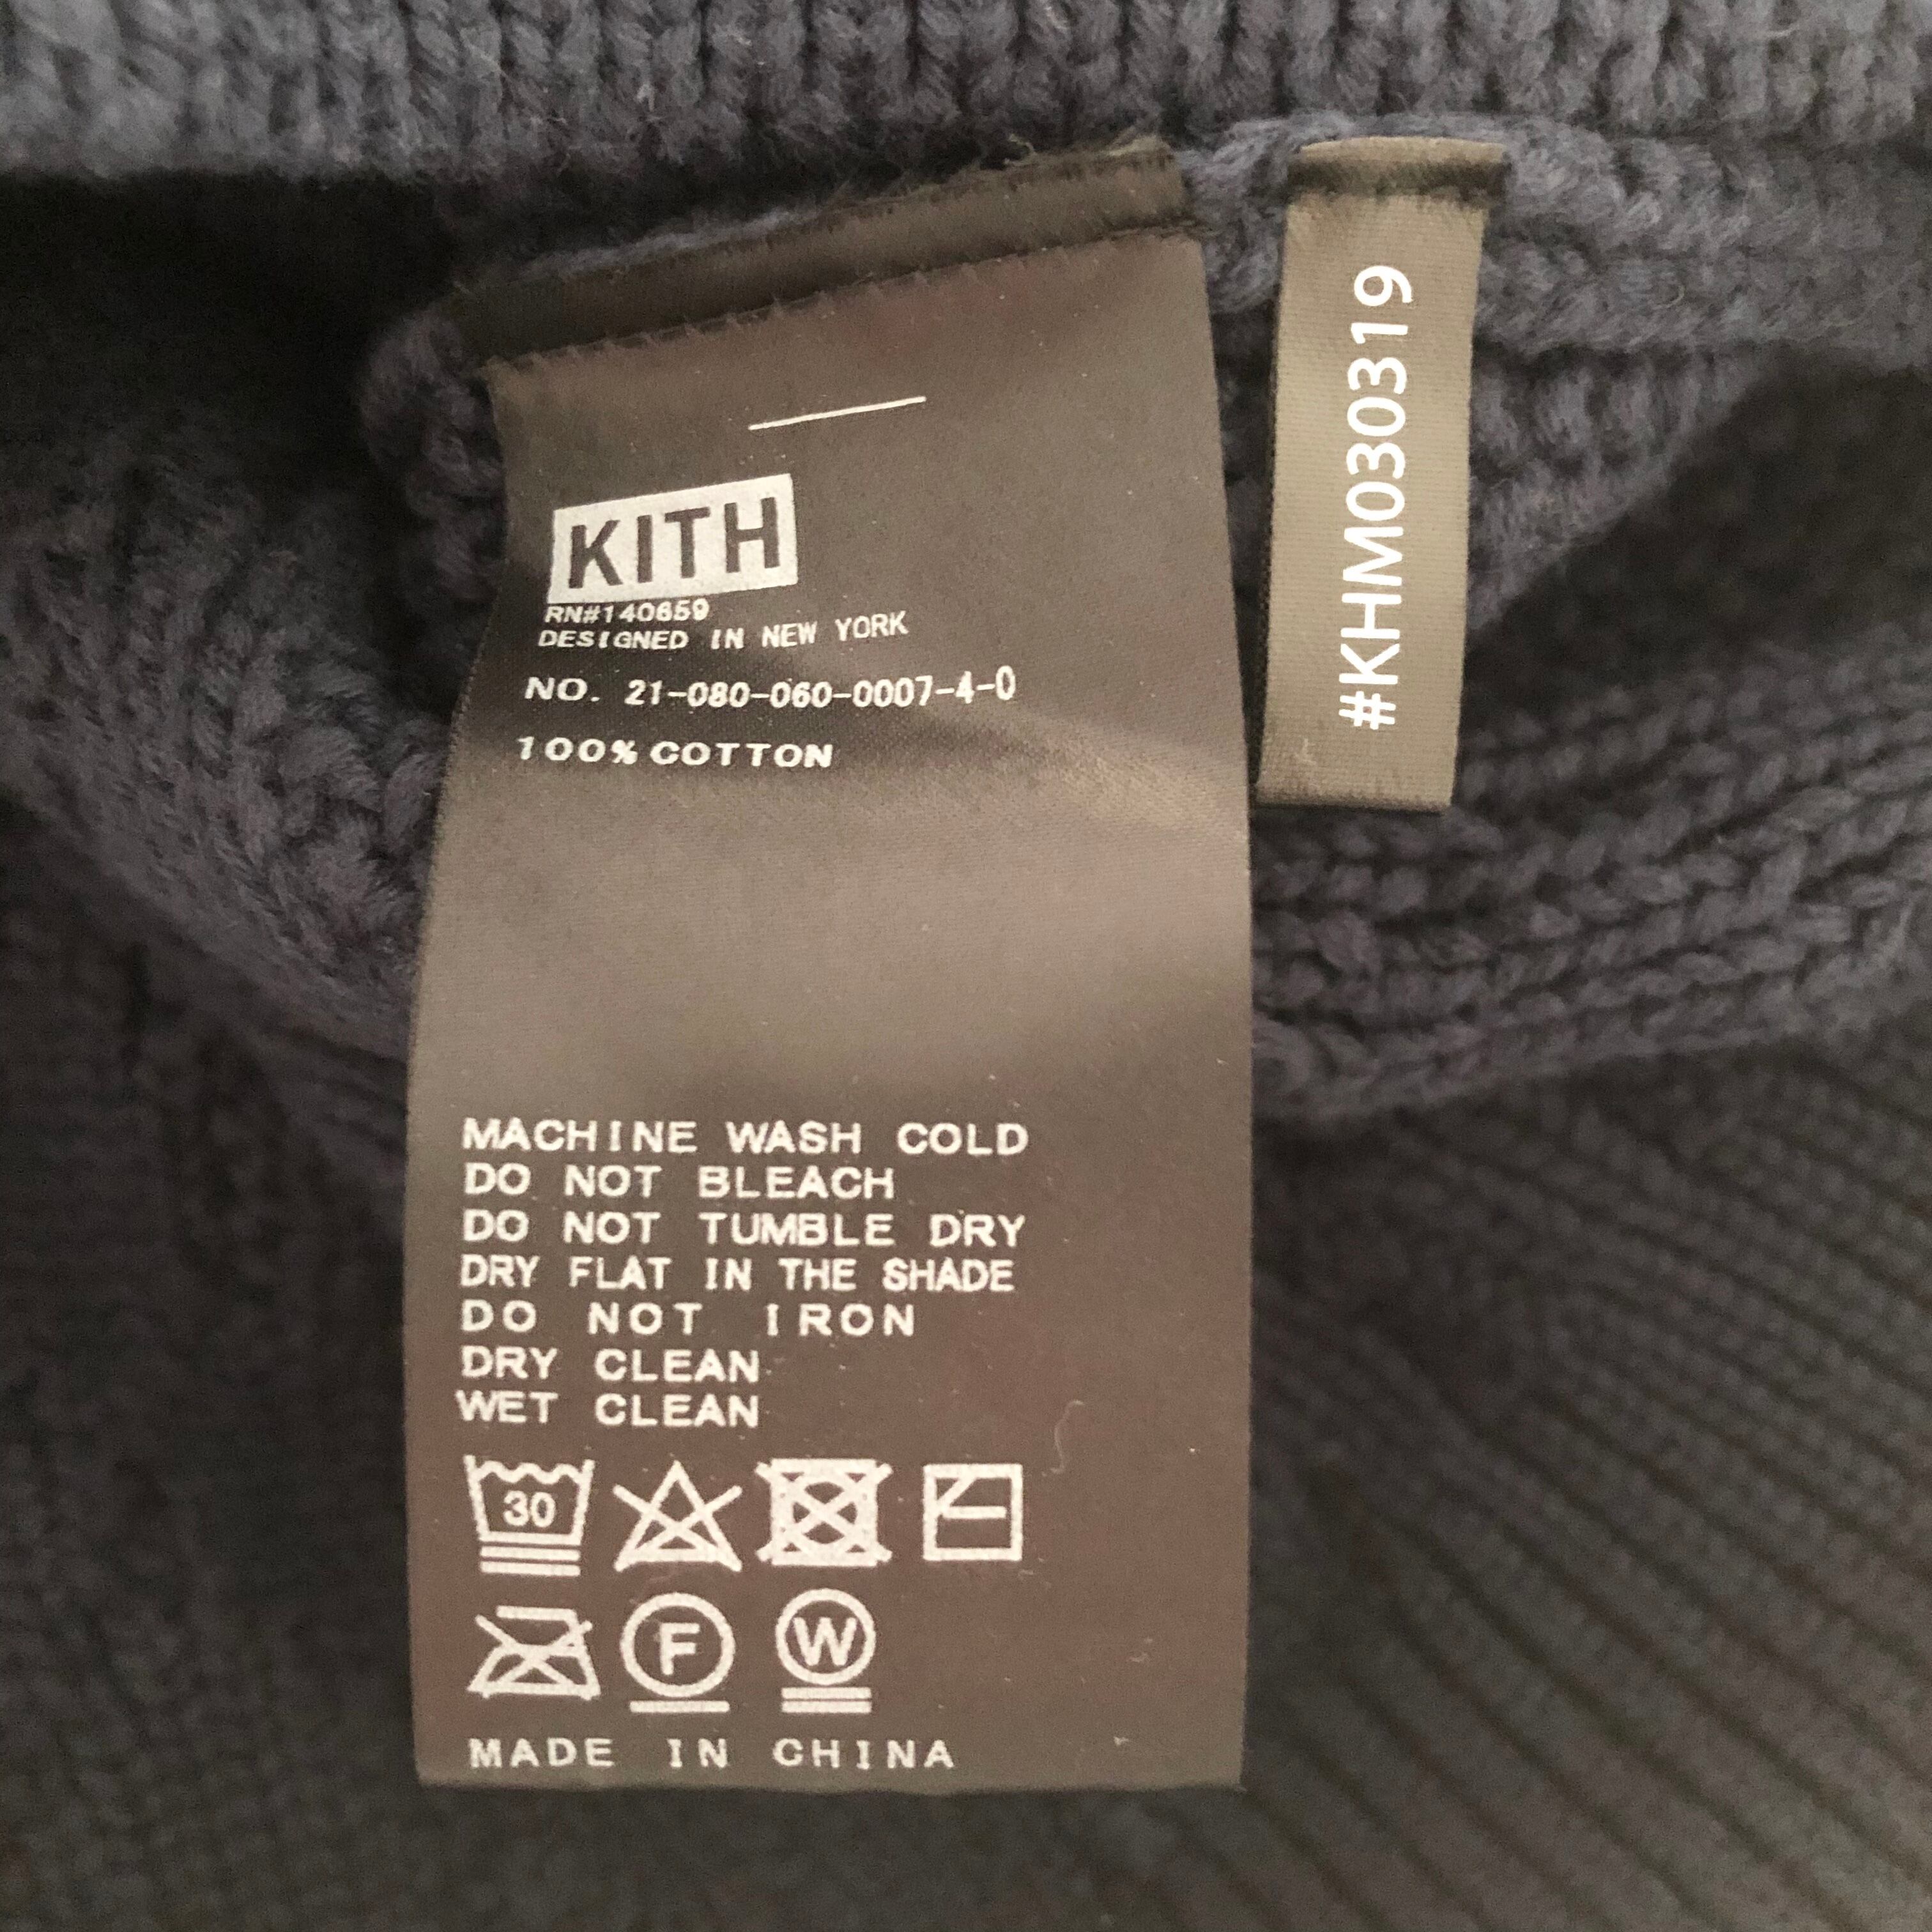 KITH
RN#140659
DESIGNED IN NEW YORK
NO. 21-080-060-0007-4-0
100% COTTON
MACHINE WASH COLD
DO NOT BLEACH
DO NOT TUMBLE DRY
DRY FLAT IN THE SHADE
DO NOT IRON
DRY CLEAN
WET CLEAN
30
F
W
MADE IN CHINA
#KHM030319